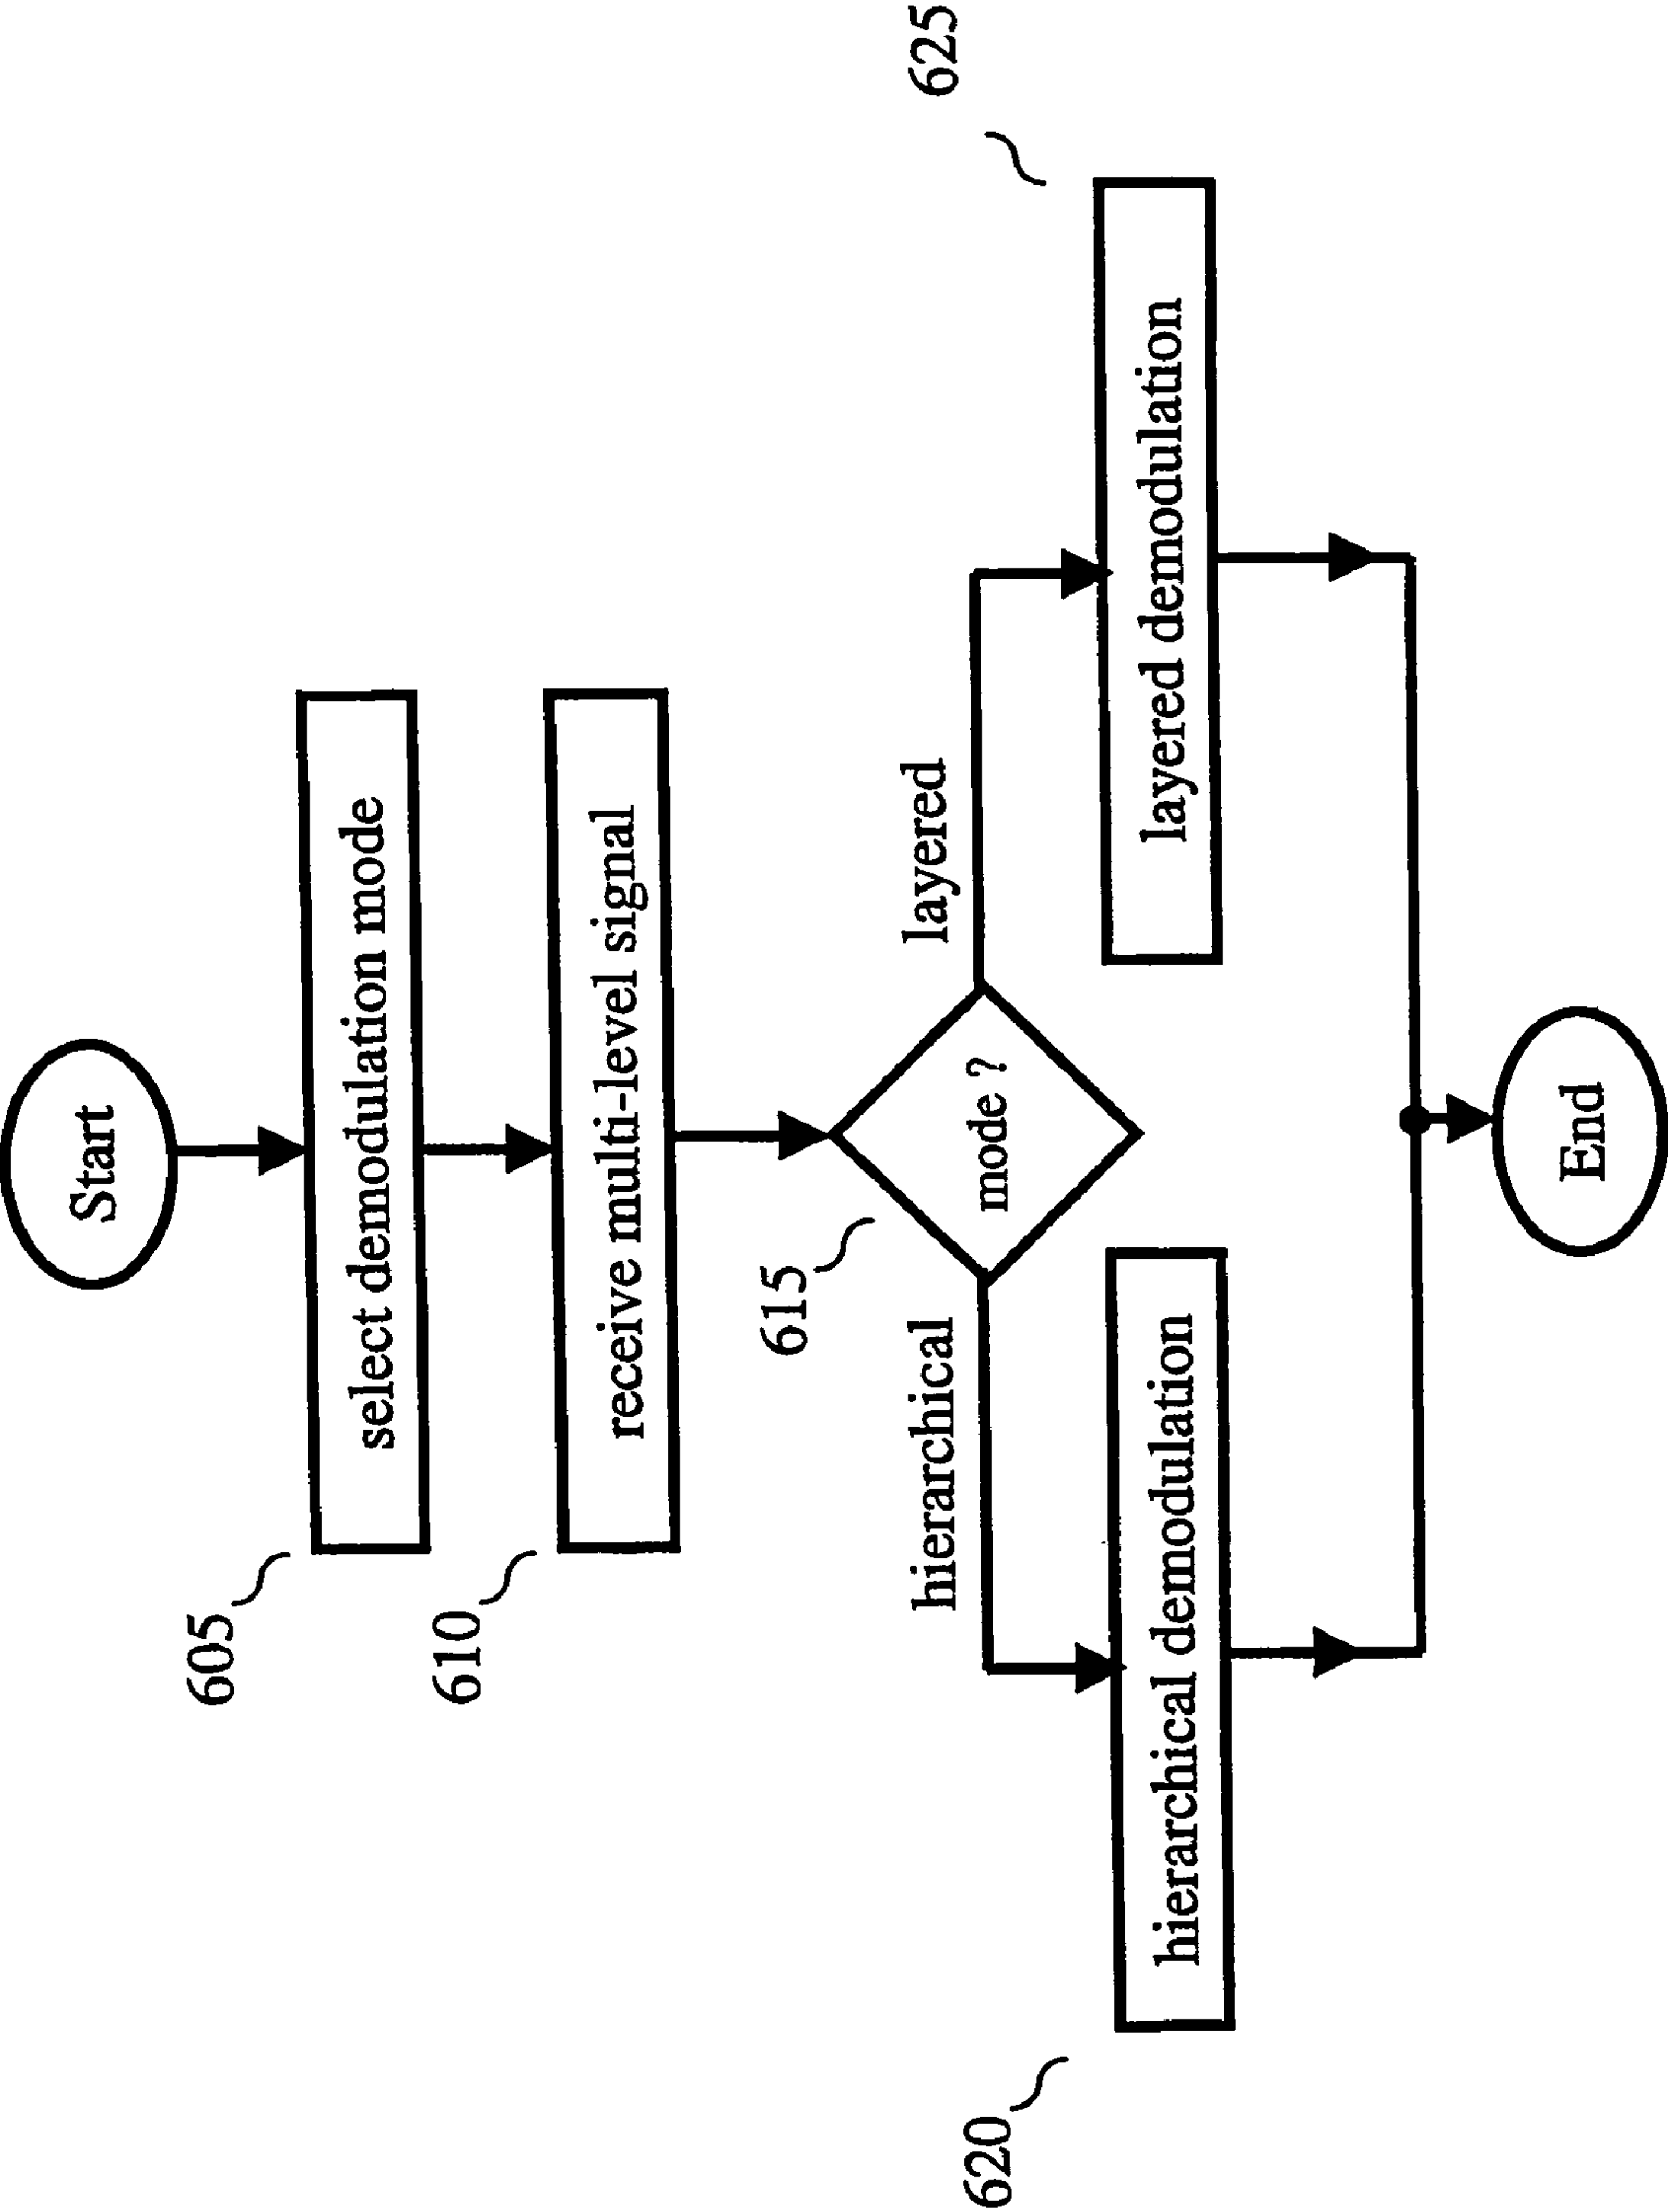 Start
605
select demodulation mode
610
receive multi-level signal
615
mode ?
hierarchical
layered
620
hierarchical demodulation
625
layered demodulation
End